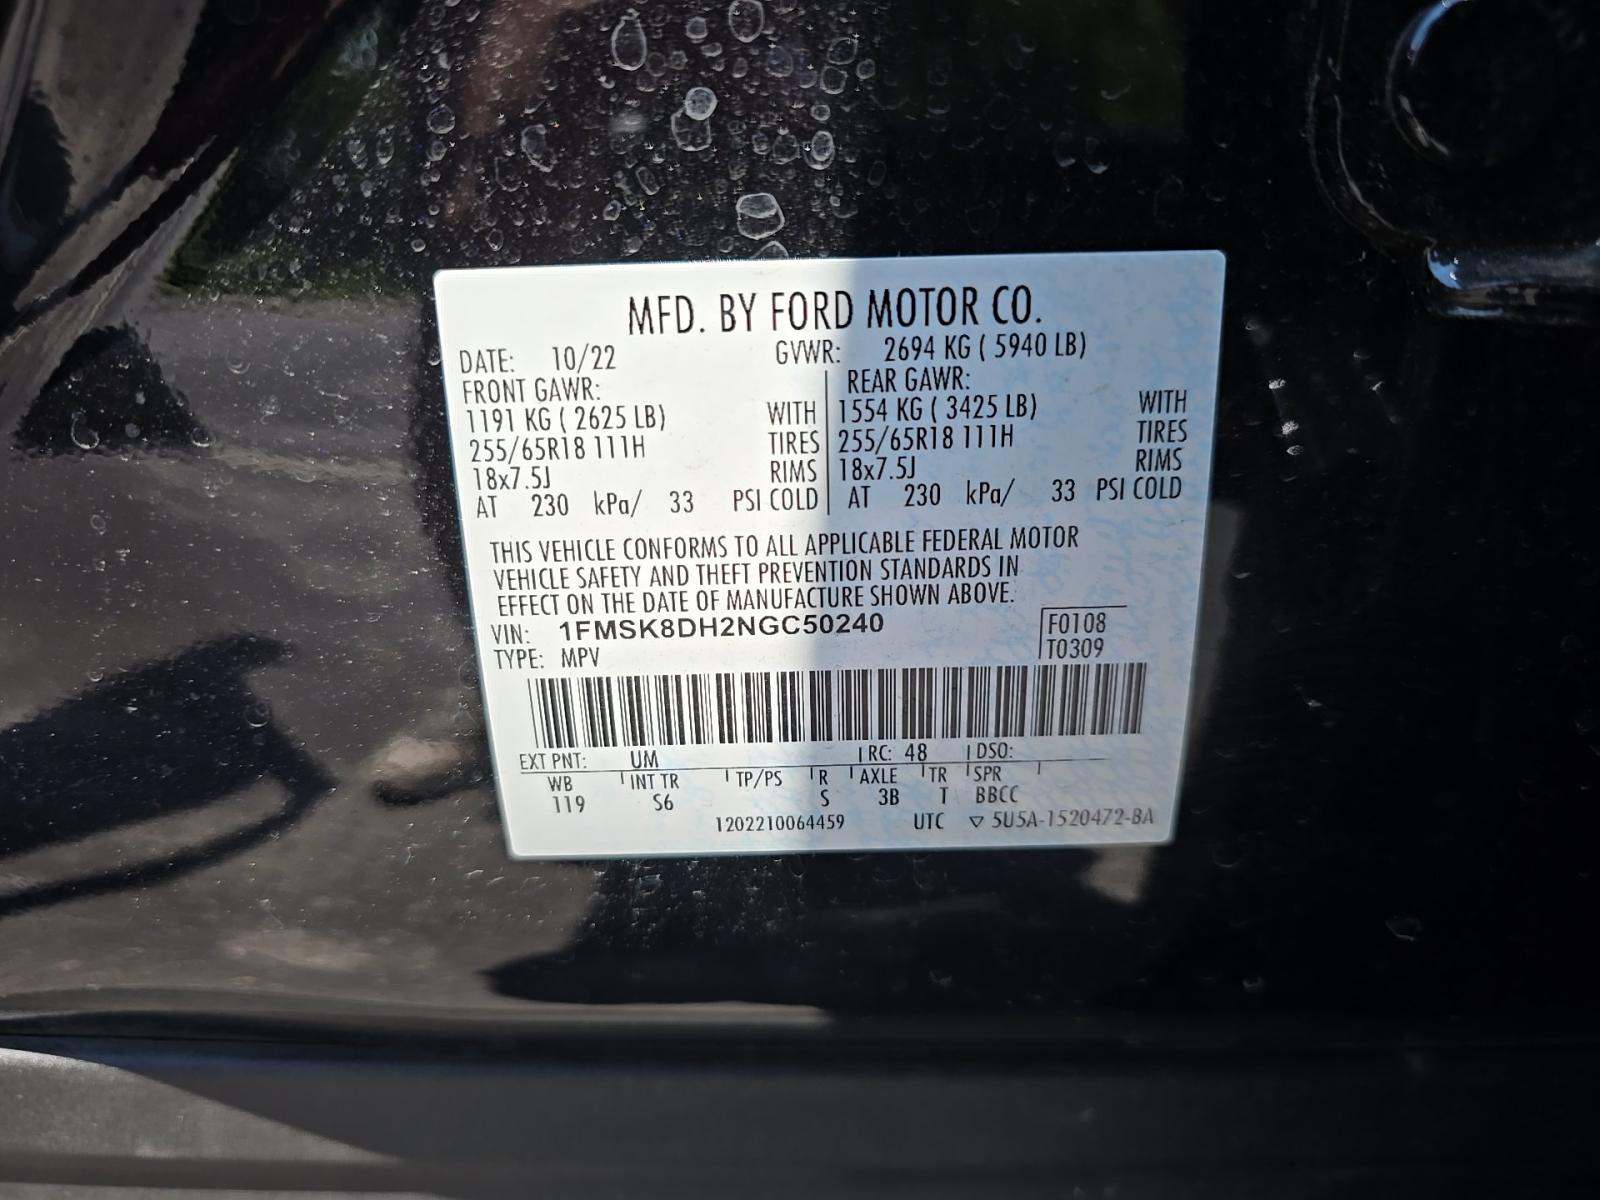 MFD. BY FORD MOTOR CO.
DATE: 10/22 GVWR: 2694 KG ( 5940 LB)
FRONT GAWR: REAR GAWR:
1191 KG ( 2625 LB) WITH 1554 KG ( 3425 LB) WITH
255/65R18 111H TIRES 255/65R18 111H TIRES
18x7.5J RIMS 18x7.5J RIMS
AT 230 kPa/ 33 PSI COLD AT 230 kPa/ 33 PSI COLD
THIS VEHICLE CONFORMS TO ALL APPLICABLE FEDERAL MOTOR
VEHICLE SAFETY AND THEFT PREVENTION STANDARDS IN
EFFECT ON THE DATE OF MANUFACTURE SHOWN ABOVE.
VIN: 1FMSK8DH2NGC50240 F0108
TYPE: MPV T0309
EXT PNT: UM RC: 48 DSO:
WB INT TR TP/PS R AXLE TR SPR
119 S6 S 3B T BBCC
1202210064459 UTC ▽ 5U5A-1520472-BA